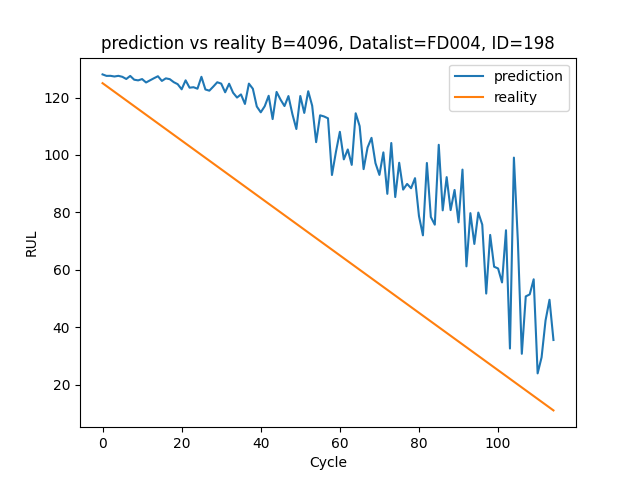 prediction vs reality B=4096, Datalist=FD004, ID=198
prediction
reality
RUL
120
100
80
60
40
20
0 20 40 60 80 100
Cycle